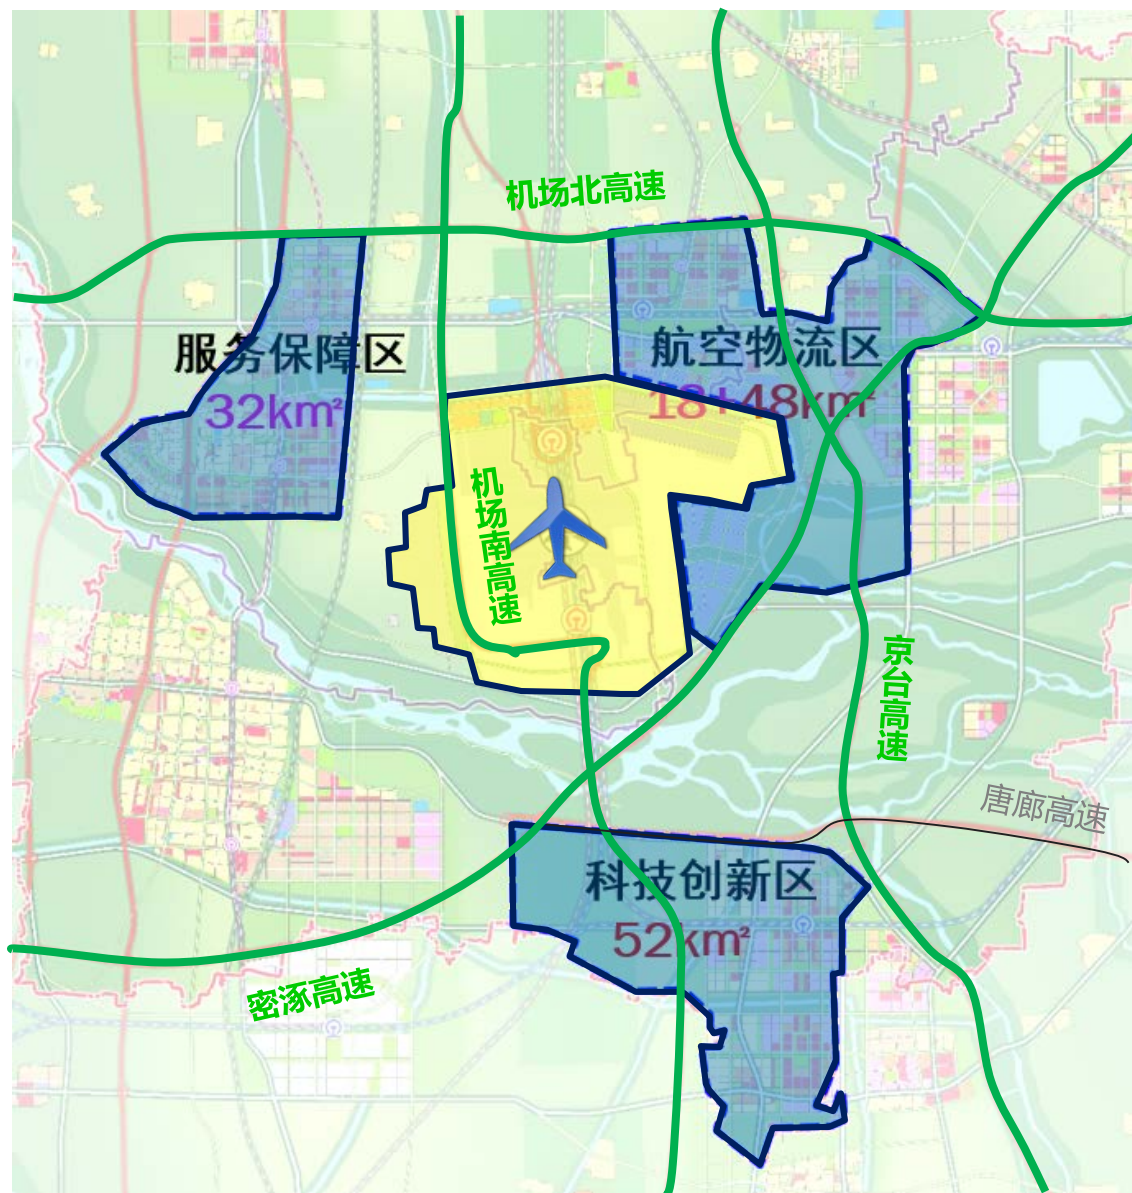 机场北高速
服务保障区
32km²
航空物流区
18+48km²
机场南高速
京台高速
唐廊高速
科技创新区
52km²
密涿高速